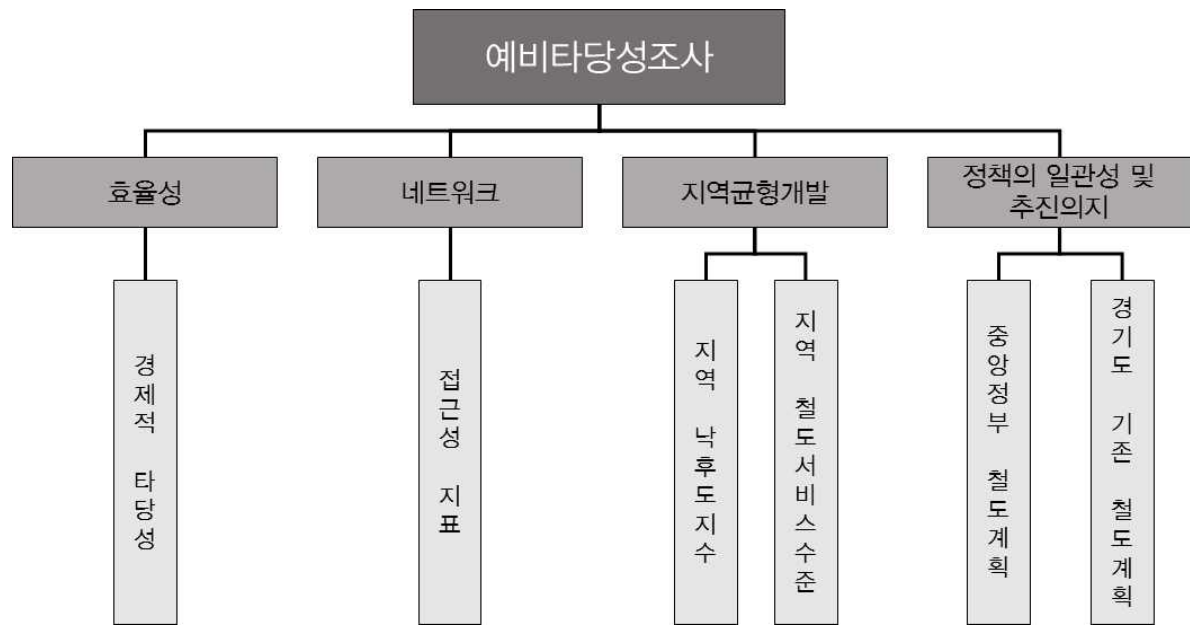 예비타당성조사
효율성
네트워크
지역균형개발
정책의 일관성 및
추진의지
경제적 타당성
접근성 지표
지역 낙후도지수
지역 철도서비스수준
중앙정부 철도계획
경기도 기존 철도계획